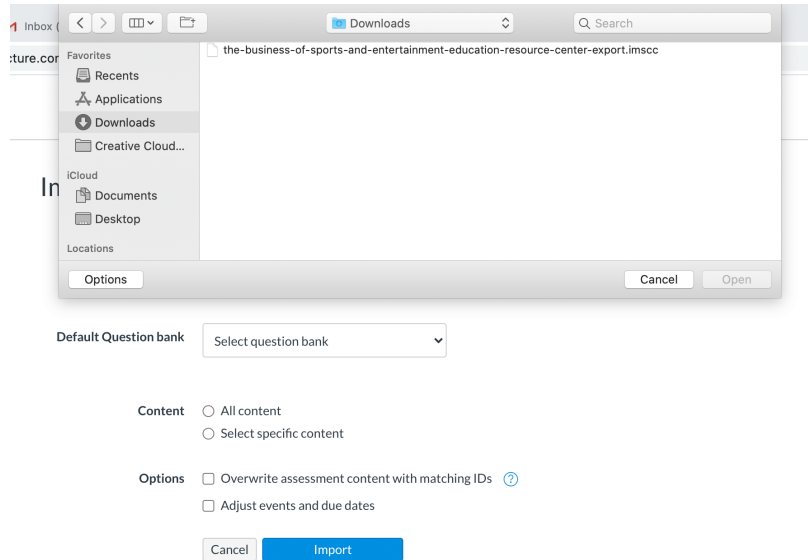 Inbox (
Downloads
Search
cture.cor
Favorites
the-business-of-sports-and-entertainment-education-resource-center-export.imscc
Recents
Applications
Downloads
Creative Cloud...
iCloud
In
Documents
Desktop
Locations
Options
Cancel
Open
Default Question bank
Select question bank
Content
All content
Select specific content
Options
Overwrite assessment content with matching IDs ?
Adjust events and due dates
Cancel
Import